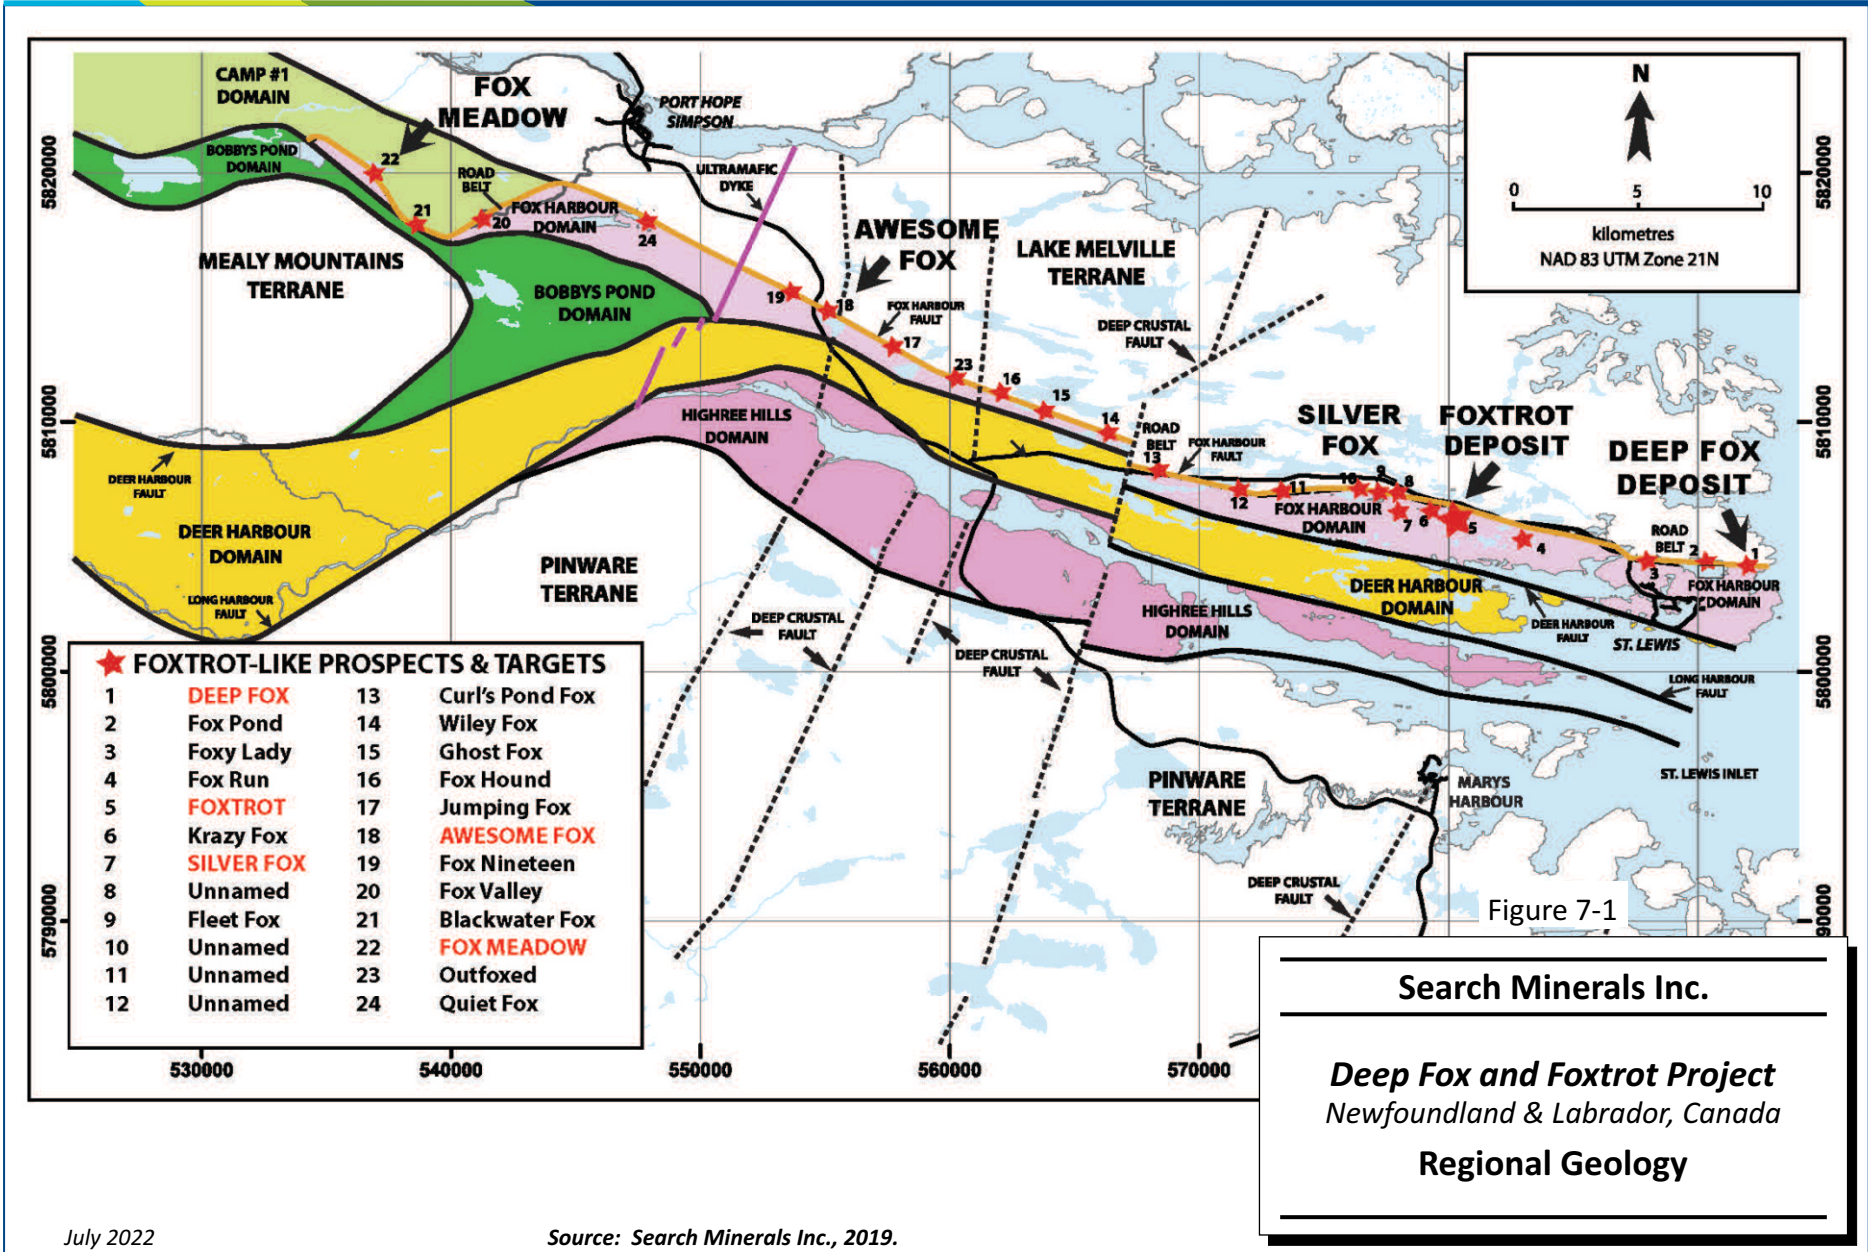 CAMP #1
DOMAIN
FOX
MEADOW
PORT HOPE
SIMPSON
BOBBYS POND
DOMAIN
22
ROAD
BELT
ULTRAMAFIC
DYKE
21
20
FOX HARBOUR
DOMAIN
24
MEALY MOUNTAINS
TERRANE
BOBBYS POND
DOMAIN
AWESOME
FOX
19
18
FOX HARBOUR
FAULT
17
LAKE MELVILLE
TERRANE
DEEP CRUSTAL
FAULT
23
16
15
14
N
0
5
10
kilometres
NAD 83 UTM Zone 21N
5820000
5820000
5810000
5810000
HIGHREE HILLS
DOMAIN
ROAD
BELT
13
FOX HARBOUR
FAULT
SILVER
FOX
FOXTROT
DEPOSIT
DEEP FOX
DEPOSIT
12
11
10
9
8
7
6
5
4
FOX HARBOUR
DOMAIN
ROAD
BELT
3
2
1
FOX HARBOUR
DOMAIN
DEER HARBOUR
FAULT
DEER HARBOUR
DOMAIN
LONG HARBOUR
FAULT
PINWARE
TERRANE
DEEP CRUSTAL
FAULT
DEEP CRUSTAL
FAULT
HIGHREE HILLS
DOMAIN
DEER HARBOUR
DOMAIN
DEER HARBOUR
FAULT
ST. LEWIS
LONG HARBOUR
FAULT
ST. LEWIS INLET
PINWARE
TERRANE
MARYS
HARBOUR
DEEP CRUSTAL
FAULT
5800000
5800000
5790000
90000
FOXTROT-LIKE PROSPECTS & TARGETS
1 DEEP FOX 13 Curl's Pond Fox
2 Fox Pond 14 Wiley Fox
3 Foxy Lady 15 Ghost Fox
4 Fox Run 16 Fox Hound
5 FOXTROT 17 Jumping Fox
6 Krazy Fox 18 AWESOME FOX
7 SILVER FOX 19 Fox Nineteen
8 Unnamed 20 Fox Valley
9 Fleet Fox 21 Blackwater Fox
10 Unnamed 22 FOX MEADOW
11 Unnamed 23 Outfoxed
12 Unnamed 24 Quiet Fox
530000
540000
550000
560000
570000
Figure 7-1
Search Minerals Inc.
Deep Fox and Foxtrot Project
Newfoundland & Labrador, Canada
Regional Geology
July 2022
Source: Search Minerals Inc., 2019.